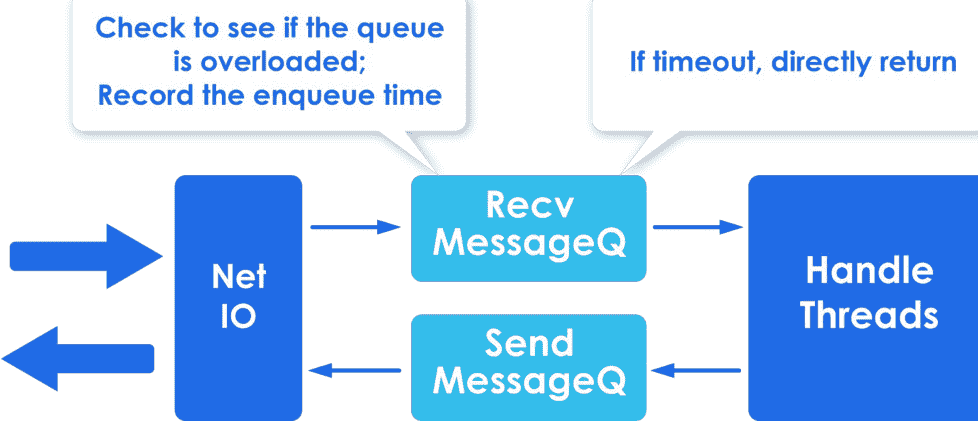 Check to see if the queue
is overloaded;
Record the enqueue time
If timeout, directly return
Net
IO
Recv
MessageQ
Send
MessageQ
Handle
Threads